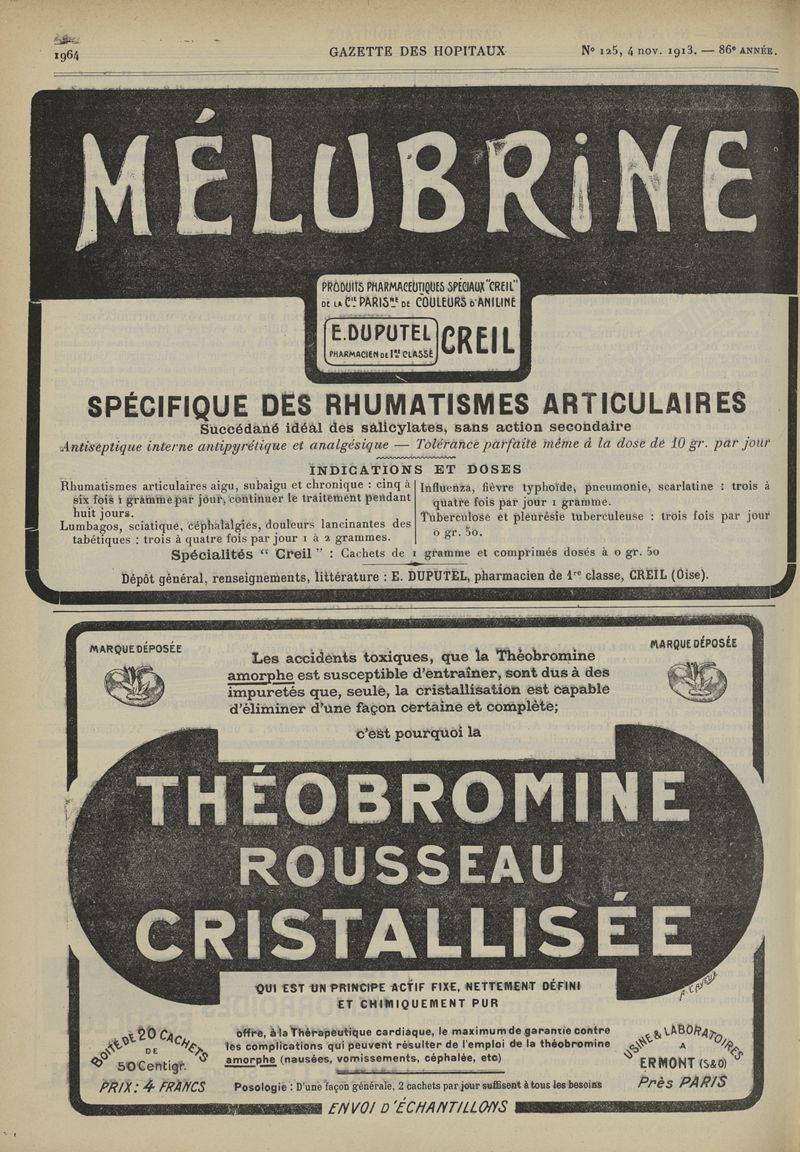 1964
GAZETTE DES HOPITAUX
N° 125, 4 nov. 1913. — 86e ANNÉE.
MÉLUBRINE
PRODUITS PHARMACEUTIQUES SPÉCIAUX "CREIL"
DE LA Cie PARISne DE COULEURS D'ANILINE
E. DUPUTEL
PHARMACIEN DE 1re CLASSE
CREIL
SPÉCIFIQUE DES RHUMATISMES ARTICULAIRES
Succédané idéal des salicylates, sans action secondaire
Antiseptique interne antipyrétique et analgésique — Tolérance parfaite même à la dose de 10 gr. par jour
INDICATIONS ET DOSES
Rhumatismes articulaires aigu, subaigu et chronique : cinq à
six fois 1 gramme par jour, continuer le traitement pendant
huit jours.
Lumbagos, sciatique, céphalalgies, douleurs lancinantes des
tabétiques : trois à quatre fois par jour 1 à 2 grammes.
Influenza, fièvre typhoïde, pneumonie, scarlatine : trois à
quatre fois par jour 1 gramme.
Tuberculose et pleurésie tuberculeuse : trois fois par jour
0 gr. 50.
Spécialités " Creil " : Cachets de 1 gramme et comprimés dosés à 0 gr. 50
Dépôt général, renseignements, littérature : E. DUPUTEL, pharmacien de 1re classe, CREIL (Oise).
MARQUE DÉPOSÉE
MARQUE DÉPOSÉE
Les accidents toxiques, que la Théobromine
amorphe est susceptible d'entraîner, sont dus à des
impuretés que, seule, la cristallisation est capable
d'éliminer d'une façon certaine et complète;
c'est pourquoi la
THÉOBROMINE
ROUSSEAU
CRISTALLISÉE
QUI EST UN PRINCIPE ACTIF FIXE, NETTEMENT DÉFINI
ET CHIMIQUEMENT PUR
BOITE DE 20 CACHETS
DE
50 Centigr.
PRIX : 4 FRANCS
offre, à la Thérapeutique cardiaque, le maximum de garantie contre
les complications qui peuvent résulter de l'emploi de la théobromine
amorphe (nausées, vomissements, céphalée, etc)
Posologie : D'une façon générale, 2 cachets par jour suffisent à tous les besoins
USINE & LABORATOIRES
A
ERMONT (S&O)
Près PARIS
ENVOI D'ÉCHANTILLONS